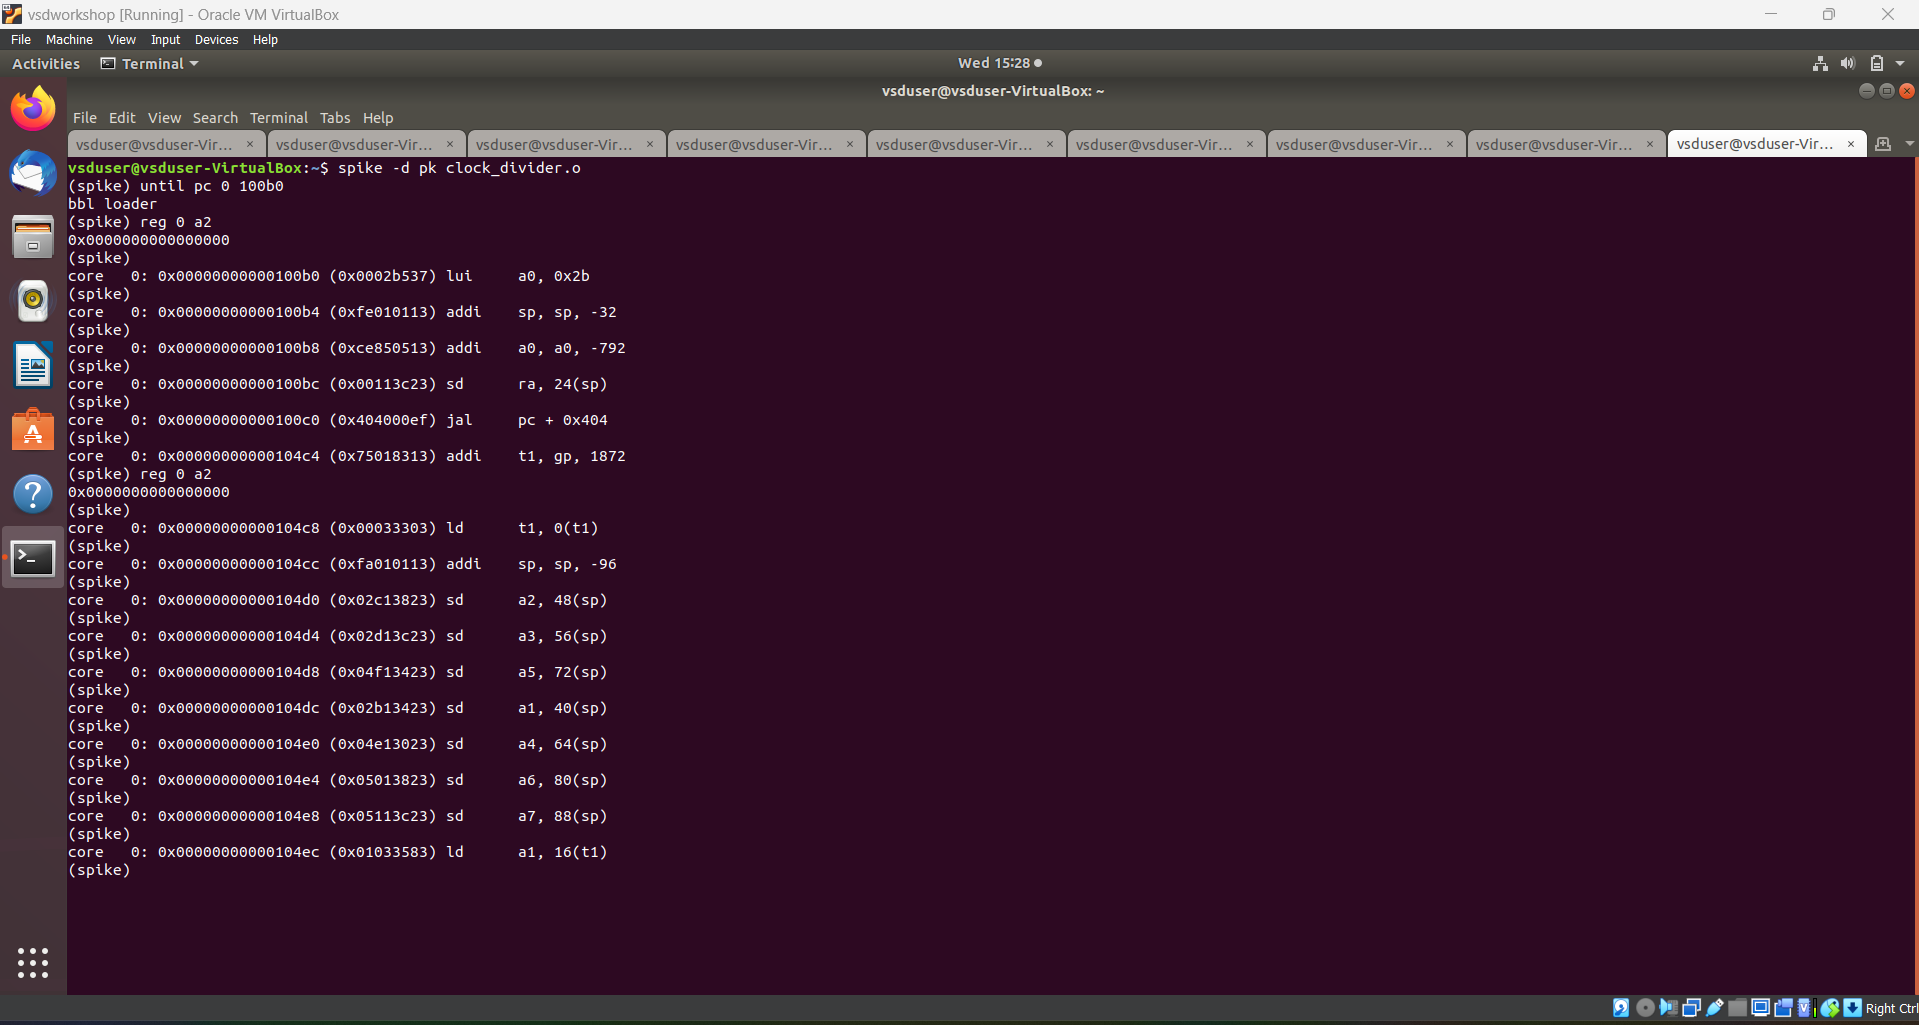 vsdworkshop [Running] - Oracle VM VirtualBox
File Machine View Input Devices Help
Activities Terminal Wed 15:28
vsduser@vsduser-VirtualBox: ~
File Edit View Search Terminal Tabs Help
vsduser@vsduser-Vir... × vsduser@vsduser-Vir... × vsduser@vsduser-Vir... × vsduser@vsduser-Vir... × vsduser@vsduser-Vir... × vsduser@vsduser-Vir... × vsduser@vsduser-Vir... × vsduser@vsduser-Vir... × vsduser@vsduser-Vir... ×
vsduser@vsduser-VirtualBox:~$ spike -d pk clock_divider.o
(spike) until pc 0 100b0
bbl loader
(spike) reg 0 a2
0x0000000000000000
(spike)
core   0: 0x00000000000100b0 (0x0002b537) lui     a0, 0x2b
(spike)
core   0: 0x00000000000100b4 (0xfe010113) addi    sp, sp, -32
(spike)
core   0: 0x00000000000100b8 (0xce850513) addi    a0, a0, -792
(spike)
core   0: 0x00000000000100bc (0x00113c23) sd      ra, 24(sp)
(spike)
core   0: 0x00000000000100c0 (0x404000ef) jal     pc + 0x404
(spike)
core   0: 0x00000000000104c4 (0x75018313) addi    t1, gp, 1872
(spike) reg 0 a2
0x0000000000000000
(spike)
core   0: 0x00000000000104c8 (0x00033303) ld      t1, 0(t1)
(spike)
core   0: 0x00000000000104cc (0xfa010113) addi    sp, sp, -96
(spike)
core   0: 0x00000000000104d0 (0x02c13823) sd      a2, 48(sp)
(spike)
core   0: 0x00000000000104d4 (0x02d13c23) sd      a3, 56(sp)
(spike)
core   0: 0x00000000000104d8 (0x04f13423) sd      a5, 72(sp)
(spike)
core   0: 0x00000000000104dc (0x02b13423) sd      a1, 40(sp)
(spike)
core   0: 0x00000000000104e0 (0x04e13023) sd      a4, 64(sp)
(spike)
core   0: 0x00000000000104e4 (0x05013823) sd      a6, 80(sp)
(spike)
core   0: 0x00000000000104e8 (0x05113c23) sd      a7, 88(sp)
(spike)
core   0: 0x00000000000104ec (0x01033583) ld      a1, 16(t1)
(spike)
Right Ctrl